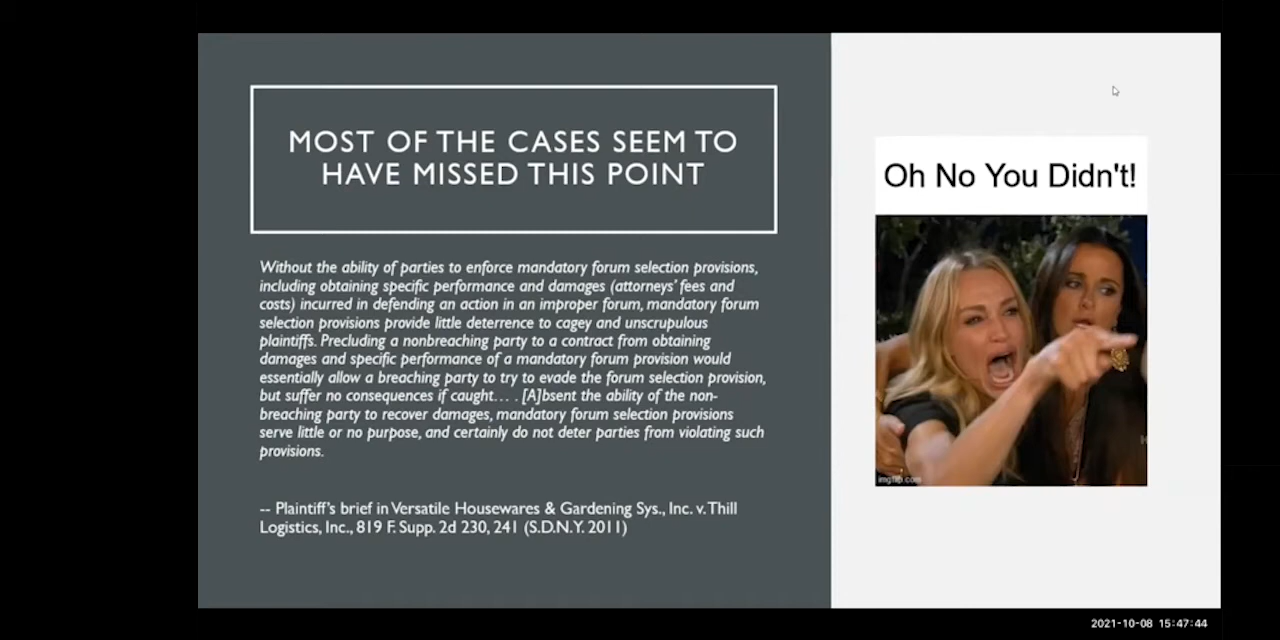 MOST OF THE CASES SEEM TO
HAVE MISSED THIS POINT
Without the ability of parties to enforce mandatory forum selection provisions,
including obtaining specific performance and damages (attorneys' fees and
costs) incurred in defending an action in an improper forum, mandatory forum
selection provisions provide little deterrence to cagey and unscrupulous
plaintiffs. Precluding a nonbreaching party to a contract from obtaining
damages and specific performance of a mandatory forum provision would
essentially allow a breaching party to try to evade the forum selection provision,
but suffer no consequences if caught… . [A]bsent the ability of the non-
breaching party to recover damages, mandatory forum selection provisions
serve little or no purpose, and certainly do not deter parties from violating such
provisions.
-- Plaintiff's brief in Versatile Housewares & Gardening Sys., Inc. v. Thill
Logistics, Inc., 819 F. Supp. 2d 230, 241 (S.D.N.Y. 2011)
Oh No You Didn't!
imgflip.com
2021-10-08 15:47:44